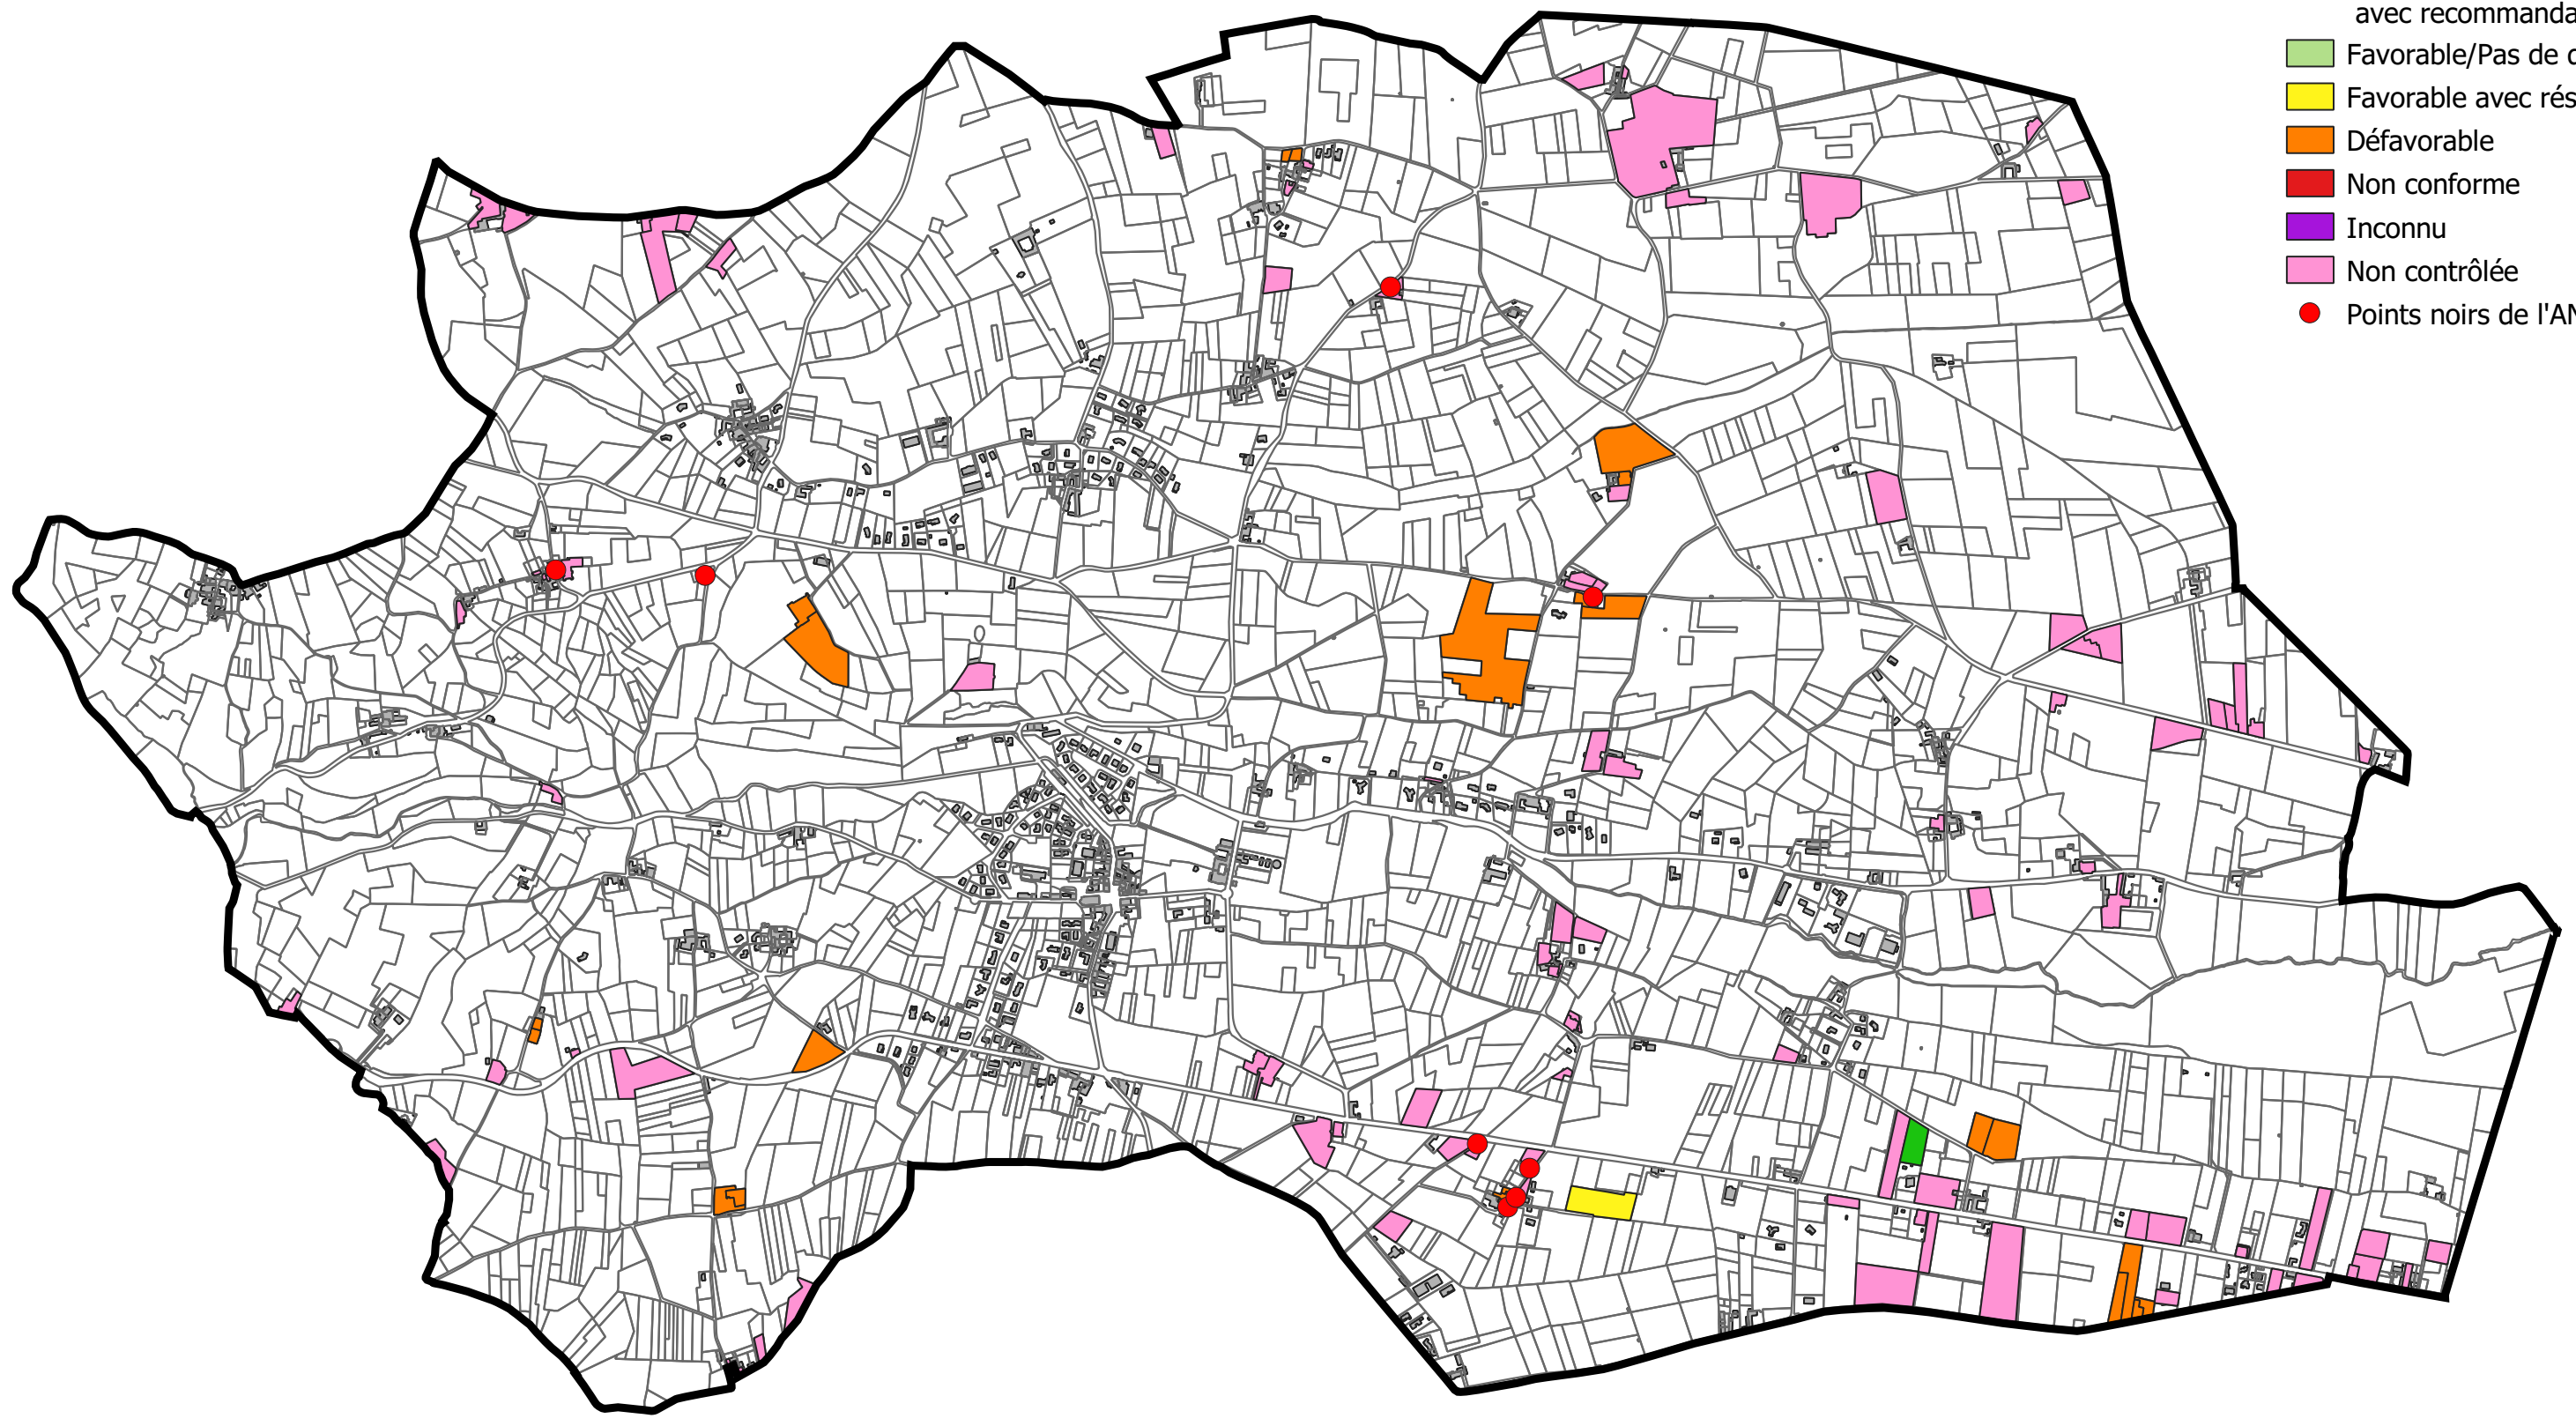 avec recommanda
Favorable/Pas de
Favorable avec rés
Défavorable
Non conforme
Inconnu
Non contrôlée
Points noirs de l'AN